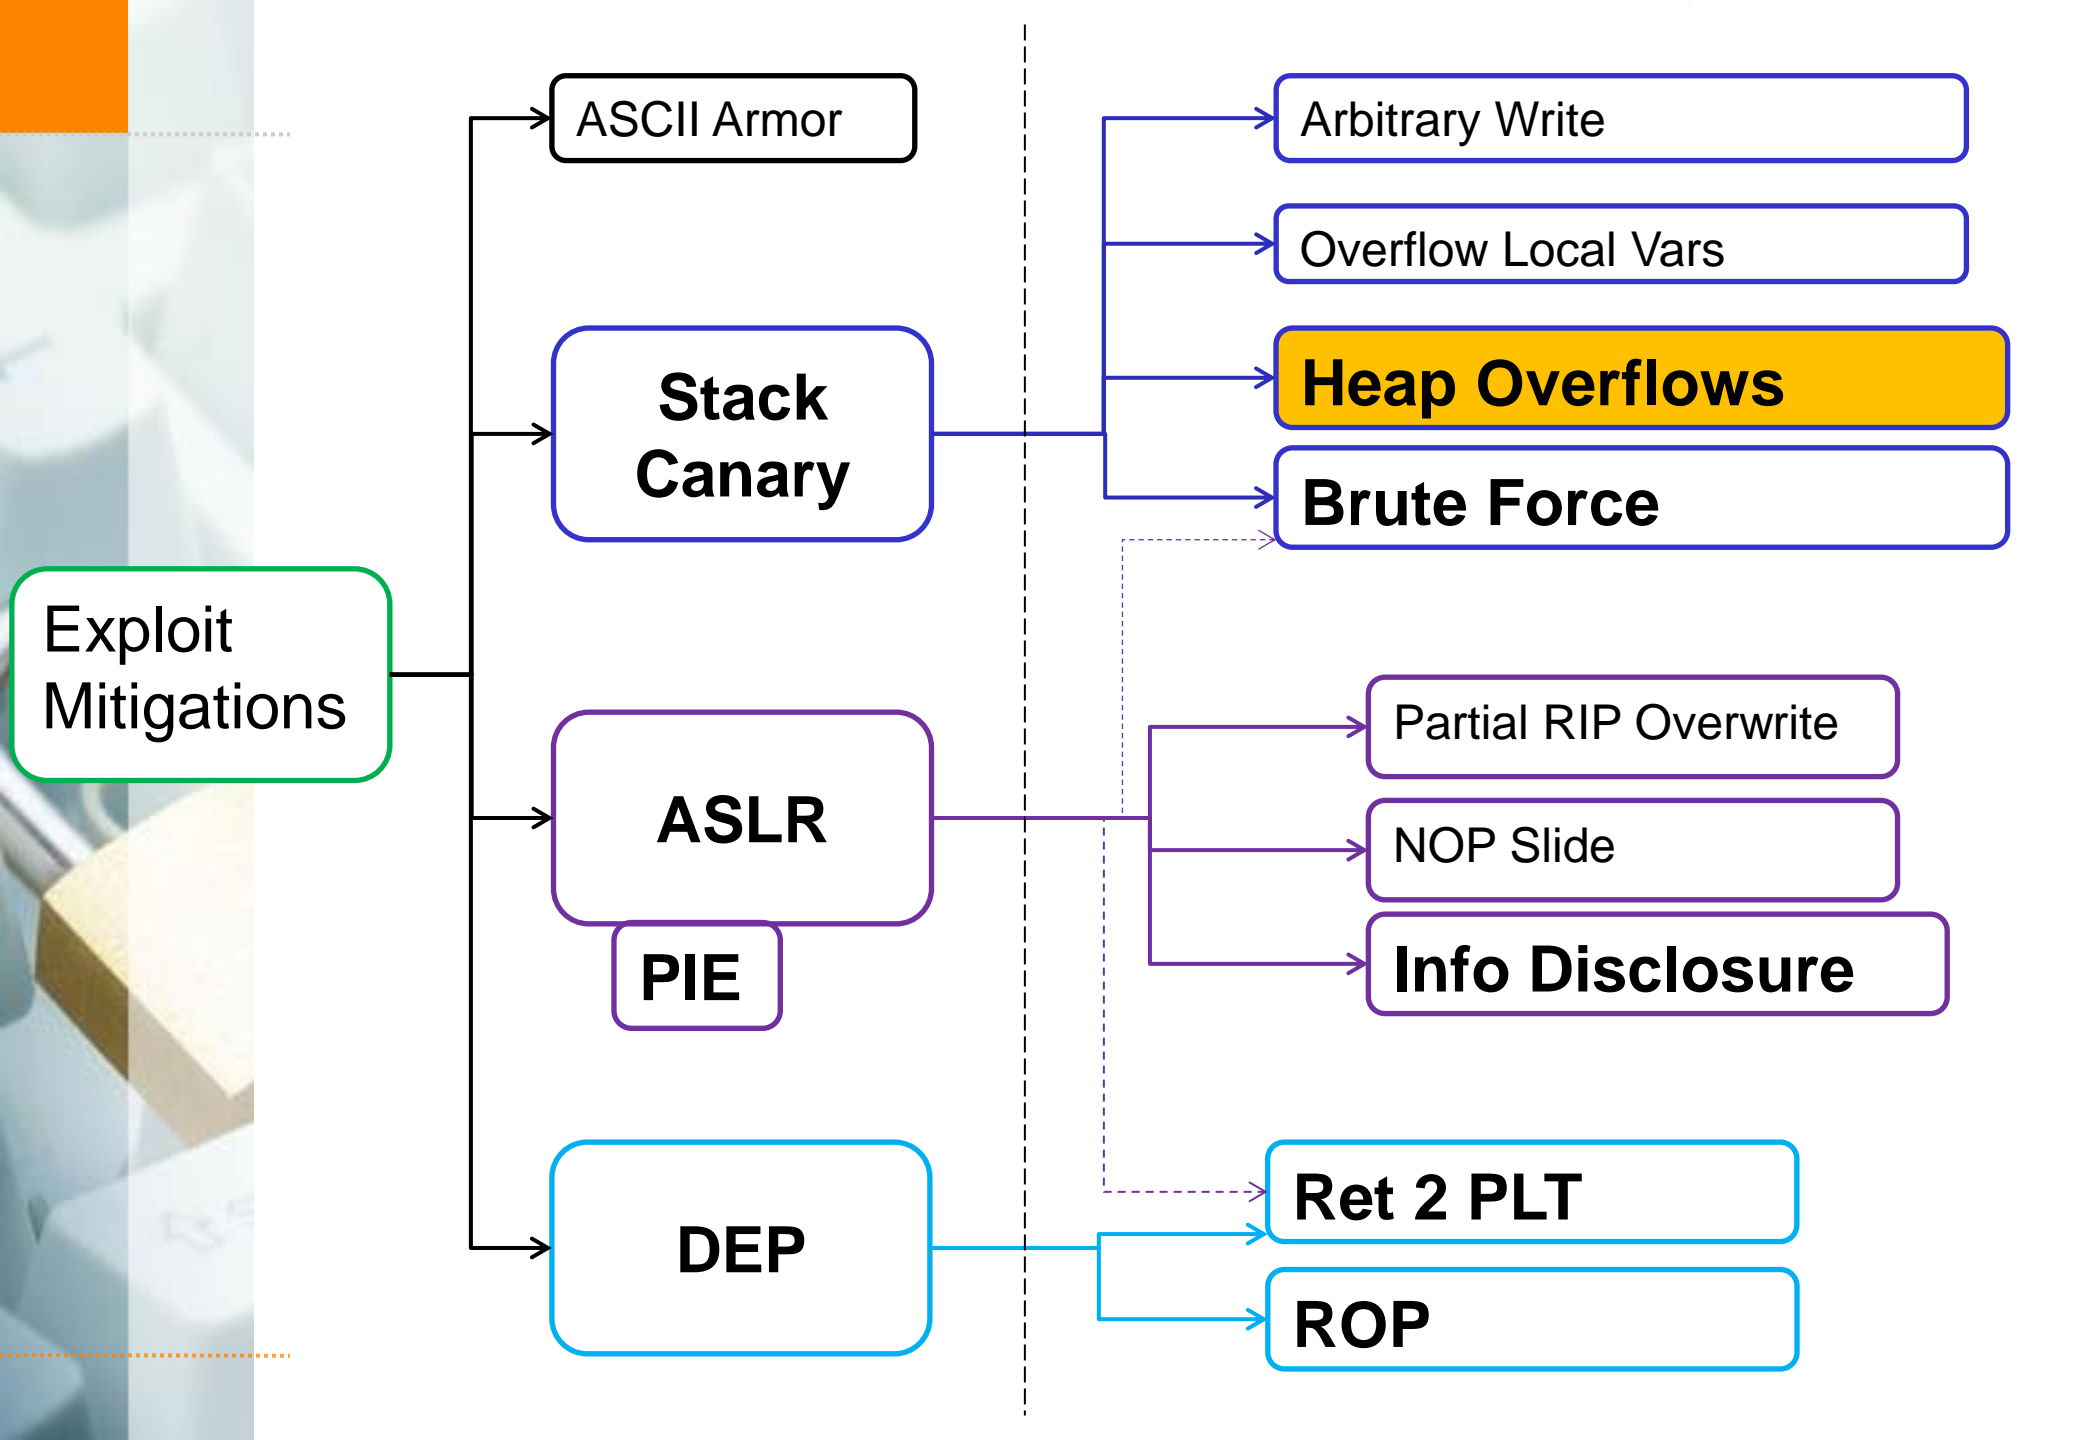 ASCII Armor
Arbitrary Write
Overflow Local Vars
Stack
Canary
Heap Overflows
Brute Force
Exploit
Mitigations
ASLR
PIE
Partial RIP Overwrite
NOP Slide
Info Disclosure
DEP
Ret 2 PLT
ROP